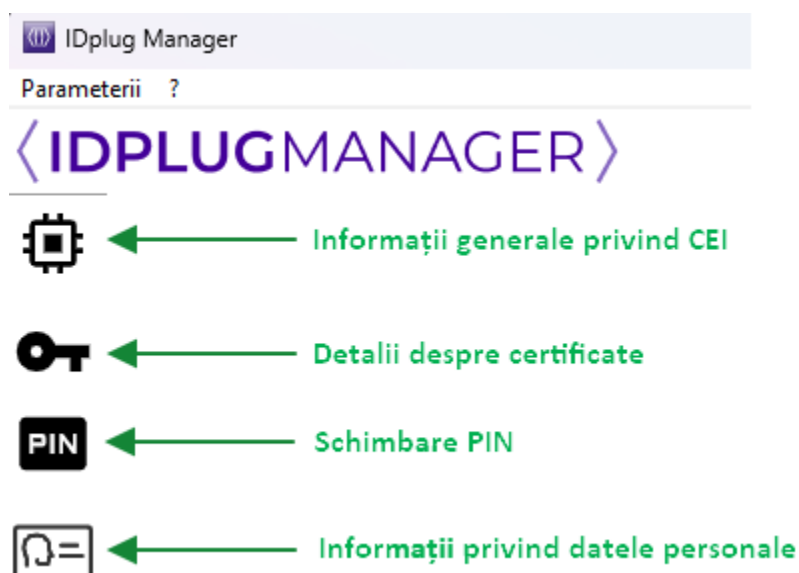 IDplug Manager
Parameterii ?
⟨IDPLUGMANAGER⟩
Informații generale privind CEI
Detalii despre certificate
PIN Schimbare PIN
Informații privind datele personale